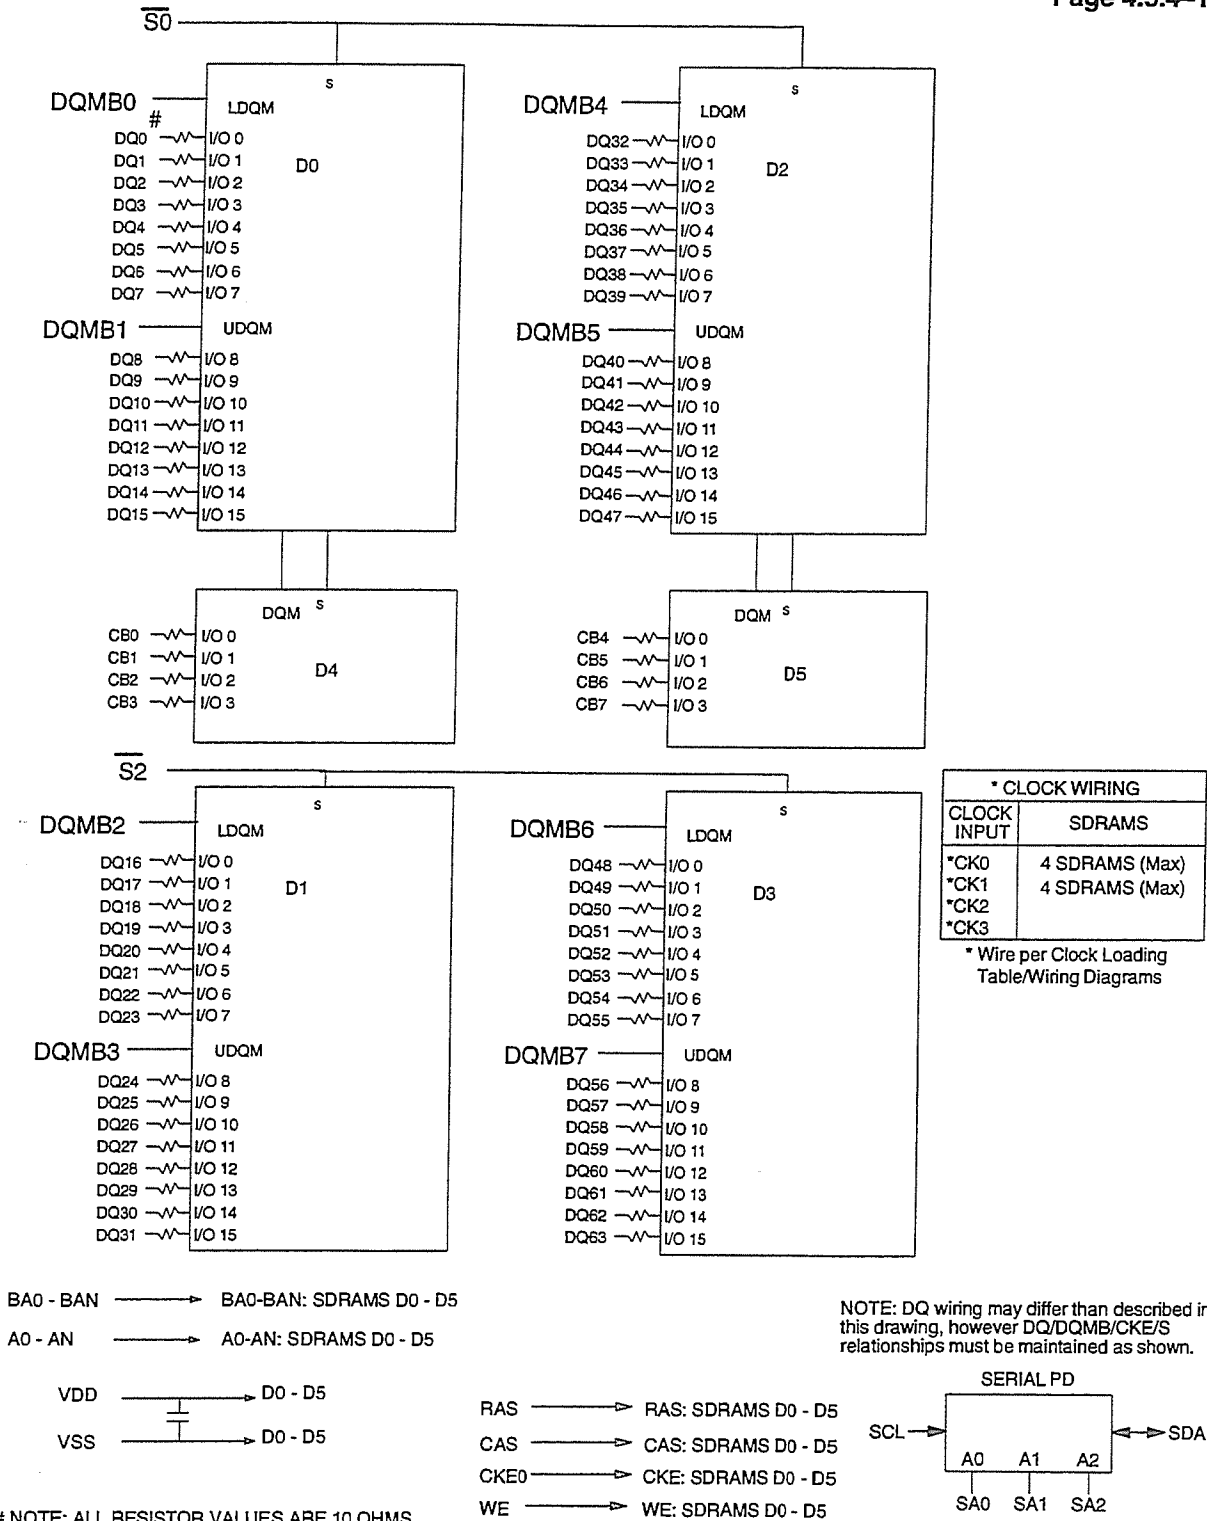 Page 4.5.4–1
S0
S
DQMB0
LDQM
#
DQ0 I/O 0
DQ1 I/O 1
D0
DQ2 I/O 2
DQ3 I/O 3
DQ4 I/O 4
DQ5 I/O 5
DQ6 I/O 6
DQ7 I/O 7
DQMB1
UDQM
DQ8 I/O 8
DQ9 I/O 9
DQ10 I/O 10
DQ11 I/O 11
DQ12 I/O 12
DQ13 I/O 13
DQ14 I/O 14
DQ15 I/O 15
S
DQMB4
LDQM
DQ32 I/O 0
DQ33 I/O 1
D2
DQ34 I/O 2
DQ35 I/O 3
DQ36 I/O 4
DQ37 I/O 5
DQ38 I/O 6
DQ39 I/O 7
DQMB5
UDQM
DQ40 I/O 8
DQ41 I/O 9
DQ42 I/O 10
DQ43 I/O 11
DQ44 I/O 12
DQ45 I/O 13
DQ46 I/O 14
DQ47 I/O 15
DQM S
CB0 I/O 0
CB1 I/O 1
D4
CB2 I/O 2
CB3 I/O 3
DQM S
CB4 I/O 0
CB5 I/O 1
D5
CB6 I/O 2
CB7 I/O 3
S2
S
DQMB2
LDQM
DQ16 I/O 0
DQ17 I/O 1
D1
DQ18 I/O 2
DQ19 I/O 3
DQ20 I/O 4
DQ21 I/O 5
DQ22 I/O 6
DQ23 I/O 7
DQMB3
UDQM
DQ24 I/O 8
DQ25 I/O 9
DQ26 I/O 10
DQ27 I/O 11
DQ28 I/O 12
DQ29 I/O 13
DQ30 I/O 14
DQ31 I/O 15
S
DQMB6
LDQM
DQ48 I/O 0
DQ49 I/O 1
D3
DQ50 I/O 2
DQ51 I/O 3
DQ52 I/O 4
DQ53 I/O 5
DQ54 I/O 6
DQ55 I/O 7
DQMB7
UDQM
DQ56 I/O 8
DQ57 I/O 9
DQ58 I/O 10
DQ59 I/O 11
DQ60 I/O 12
DQ61 I/O 13
DQ62 I/O 14
DQ63 I/O 15
* CLOCK WIRING
CLOCK INPUT SDRAMS
*CK0 4 SDRAMS (Max)
*CK1 4 SDRAMS (Max)
*CK2
*CK3
* Wire per Clock Loading
Table/Wiring Diagrams
BA0 - BAN BA0-BAN: SDRAMS D0 - D5
A0 - AN A0-AN: SDRAMS D0 - D5
VDD D0 - D5
VSS D0 - D5
# NOTE: ALL RESISTOR VALUES ARE 10 OHMS
RAS RAS: SDRAMS D0 - D5
CAS CAS: SDRAMS D0 - D5
CKE0 CKE: SDRAMS D0 - D5
WE WE: SDRAMS D0 - D5
NOTE: DQ wiring may differ than described in
this drawing, however DQ/DQMB/CKE/S
relationships must be maintained as shown.
SERIAL PD
SCL SDA
A0 A1 A2
SA0 SA1 SA2